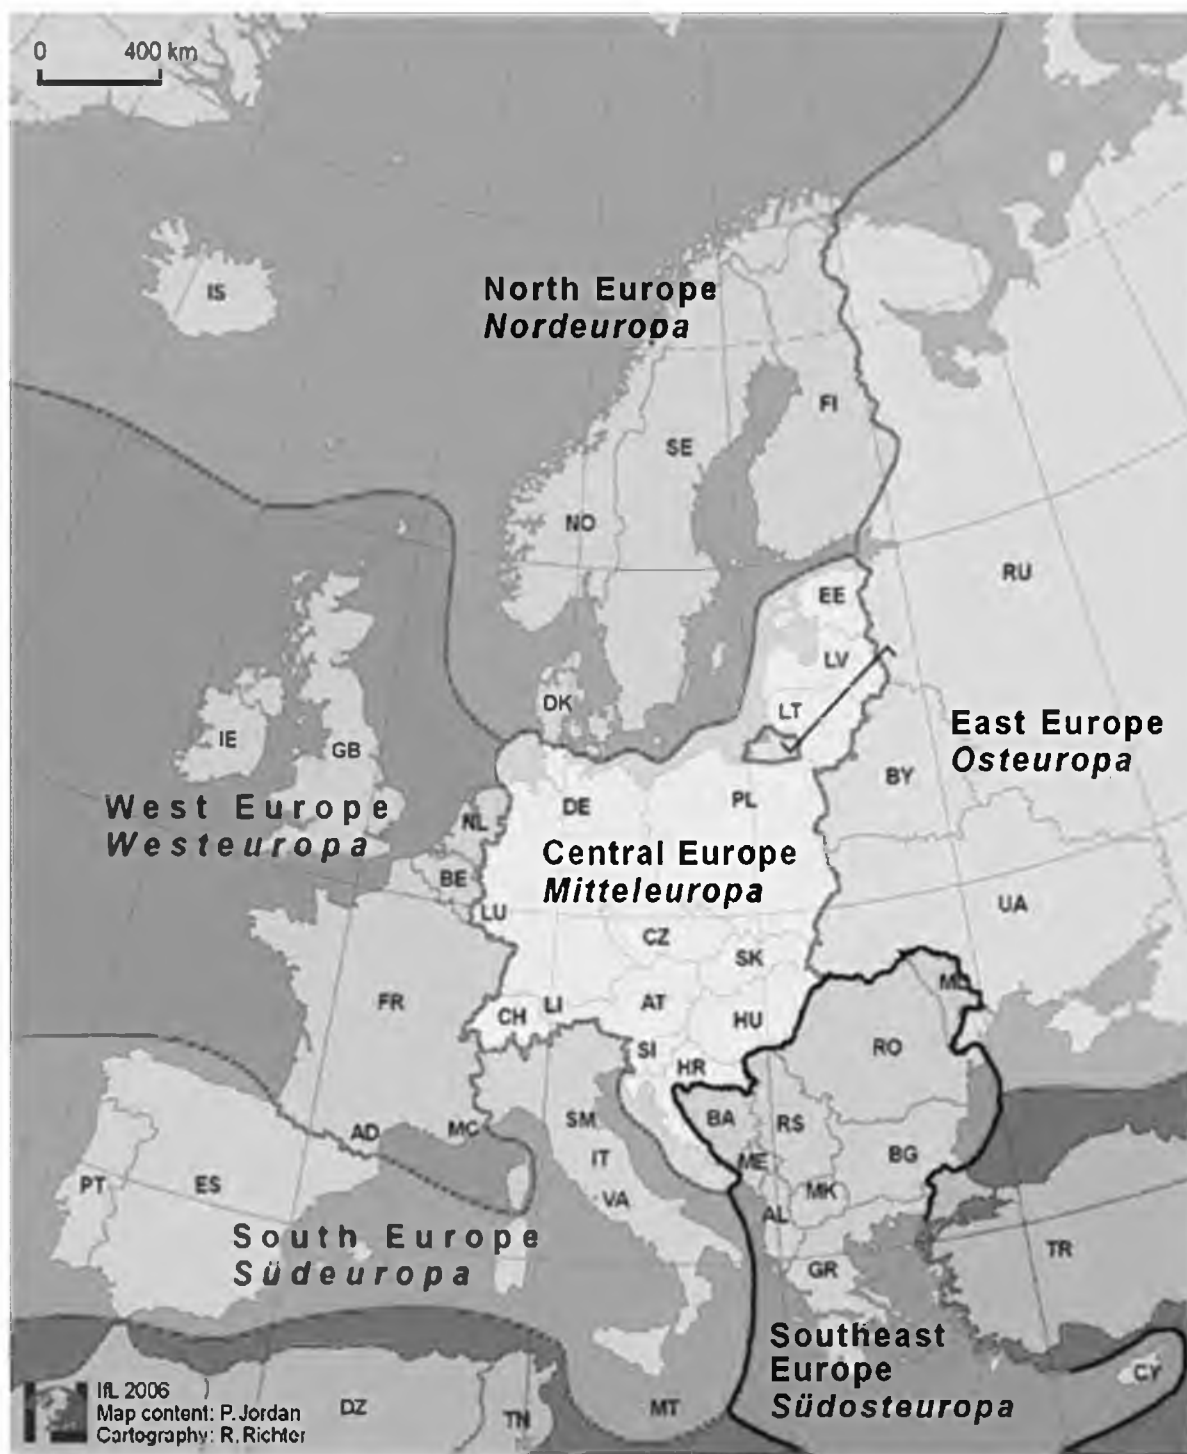 0 400 km
IS
North Europe
Nordeuropa
FI
SE
NO
RU
EE
LV
DK
LT
IE
GB
East Europe
Osteuropa
BY
West Europe
Westeuropa
NL
DE
PL
Central Europe
Mitteleuropa
BE
LU
UA
CZ
SK
FR
CH
LI
AT
HU
MD
SI
HR
RO
AD
MC
SM
BA
RS
IT
ME
BG
PT
ES
VA
MK
AL
South Europe
Südeuropa
TR
GR
Southeast
Europe
Südosteuropa
CY
IfL 2006
Map content: P. Jordan
Cartography: R. Richter
DZ
TN
MT